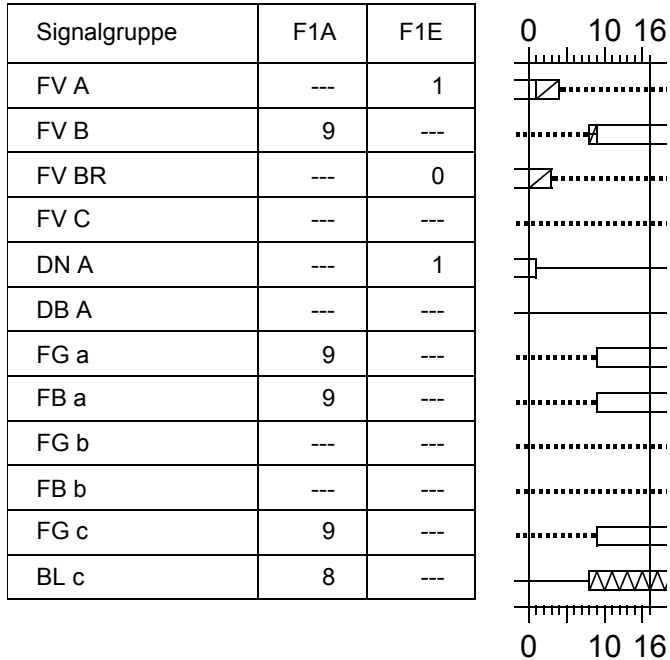 Signalgruppe F1A F1E 0 10 16
FV A --- 1
FV B 9 ---
FV BR --- 0
FV C --- ---
DN A --- 1
DB A --- ---
FG a 9 ---
FB a 9 ---
FG b --- ---
FB b --- ---
FG c 9 ---
BL c 8 ---
0 10 16